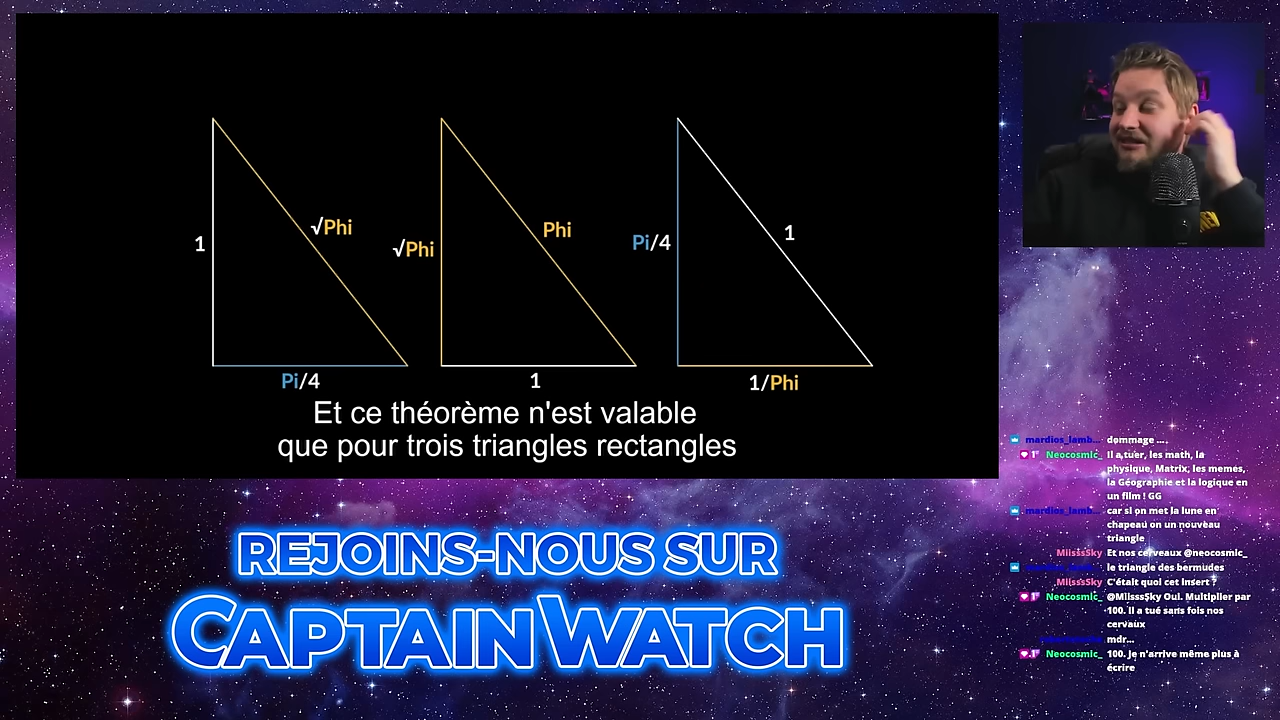 1
√Phi
Pi/4
√Phi
Phi
1
Pi/4
1
1/Phi
Et ce théorème n'est valable
que pour trois triangles rectangles
REJOINS-NOUS SUR
CAPTAINWATCH
mardios_lamb... dommage ...
Neocosmic_ Il a tuer, les math, la
physique, Matrix, les memes,
la Géographie et la logique en
un film ! GG
mardios_lamb... car si on met la lune en
chapeau on un nouveau
triangle
MiisssSky Et nos cerveaux @neocosmic_
le triangle des bermudes
MiisssSky C'était quoi cet insert ?
Neocosmic_ @MiisssSky Oui. Multiplier par
100. Il a tué sans fois nos
cervaux
mdr...
Neocosmic_ 100. Je n'arrive même plus à
écrire